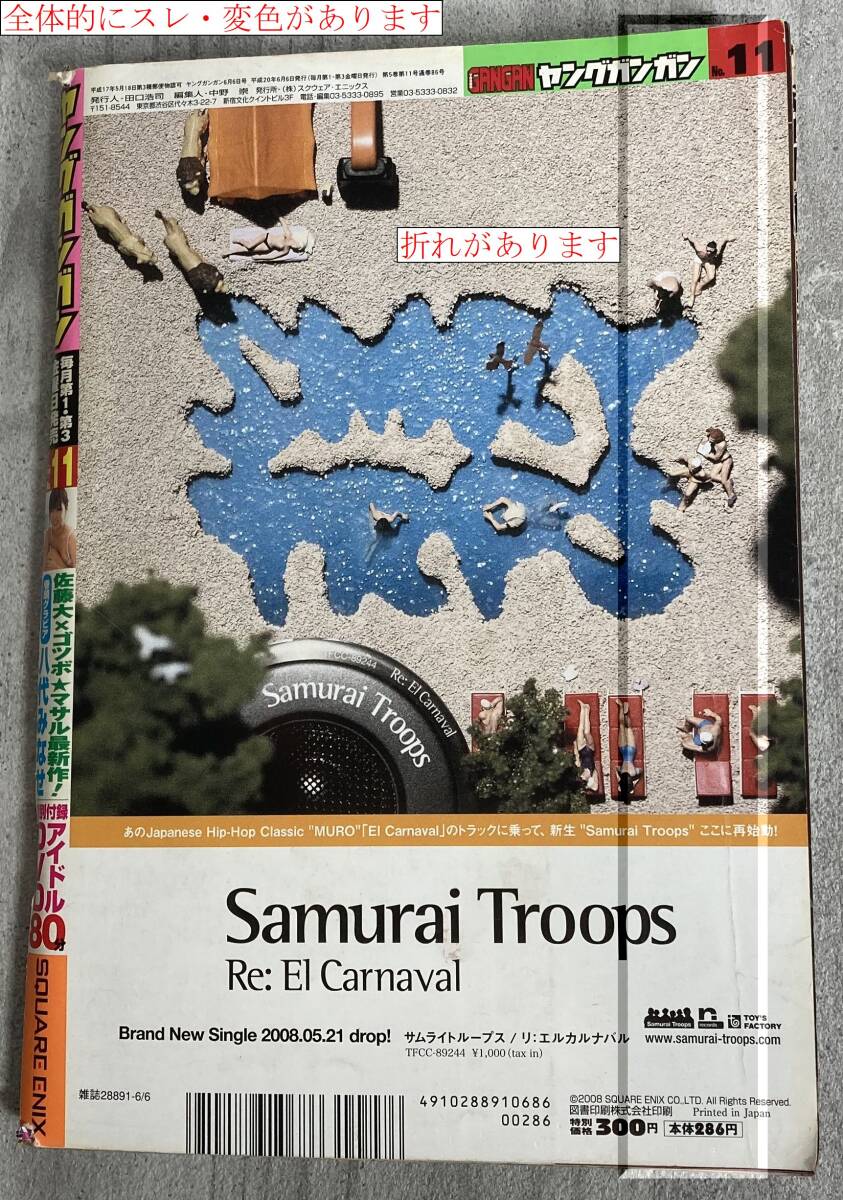 全体的にスレ・変色があります
GANGAN ヤングガンガン No.11
平成17年5月18日第3種郵便物認可 ヤングガンガン6月6日号 平成20年6月6日発行(毎月第1・第3金曜日発行) 第5巻第11号通巻85号
発行人・田口浩司 編集人・中野 崇 発行所・(株)スクウェア・エニックス
〒151-8544 東京都渋谷区代々木3-22-7 新宿文化クイントビル3F 電話・編集03-5333-0895 営業03-5333-0832
折れがあります
ヤングガンガン
毎月第1・第3
11
佐藤大×ゴツボ★マサル最新作!
八代みなせ
アイドル
80分
SQUARE ENIX
TFCC-89244
Re: El Carnaval
Samurai Troops
あのJapanese Hip-Hop Classic "MURO"「El Carnaval」のトラックに乗って、新生 "Samurai Troops" ここに再始動!
Samurai Troops
Re: El Carnaval
Samurai Troops records TOY'S FACTORY
Brand New Single 2008.05.21 drop! サムライトループス / リ:エルカルナバル
www.samurai-troops.com
TFCC-89244 ¥1,000 (tax in)
雑誌28891-6/6
4910288910686
00286
©2008 SQUARE ENIX CO.,LTD. All Rights Reserved.
図書印刷株式会社印刷 Printed in Japan
特別価格 300円 本体286円